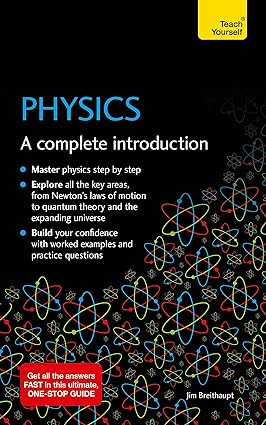 Teach
Yourself
PHYSICS
A complete introduction
Master physics step by step
Explore all the key areas,
from Newton's laws of motion
to quantum theory and the
expanding universe
Build your confidence
with worked examples and
practice questions
Get all the answers
FAST in this ultimate,
ONE-STOP GUIDE
Jim Breithaupt